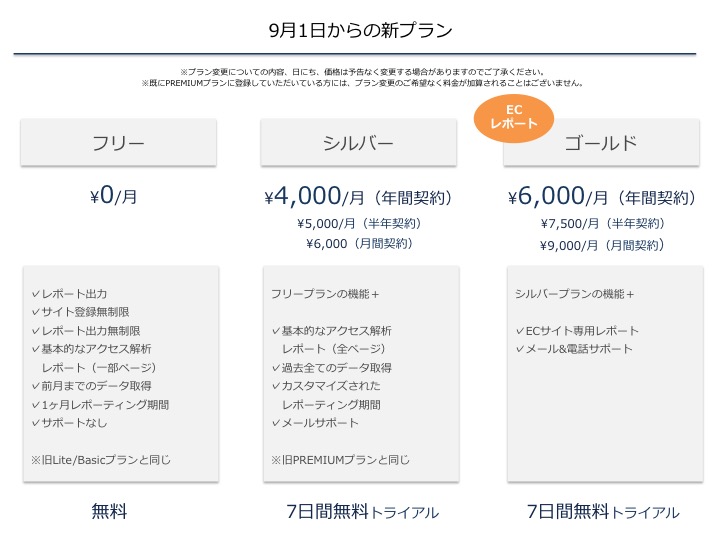 9月1日からの新プラン
※プラン変更についての内容、日にち、価格は予告なく変更する場合がありますのでご了承ください。
※既にPREMIUMプランに登録していただいている方には、プラン変更のご希望なく料金が加算されることはございません。
EC
レポート
フリー
シルバー
ゴールド
¥0/月
¥4,000/月（年間契約）
¥5,000/月（半年契約）
¥6,000（月間契約）
¥6,000/月（年間契約）
¥7,500/月（半年契約）
¥9,000/月（月間契約）
✓レポート出力
✓サイト登録無制限
✓レポート出力無制限
✓基本的なアクセス解析
レポート（一部ページ）
✓前月までのデータ取得
✓1ヶ月レポーティング期間
✓サポートなし
※旧Lite/Basicプランと同じ
フリープランの機能＋
✓基本的なアクセス解析
レポート（全ページ）
✓過去全てのデータ取得
✓カスタマイズされた
レポーティング期間
✓メールサポート
※旧PREMIUMプランと同じ
シルバープランの機能＋
✓ECサイト専用レポート
✓メール&電話サポート
無料
7日間無料トライアル
7日間無料トライアル